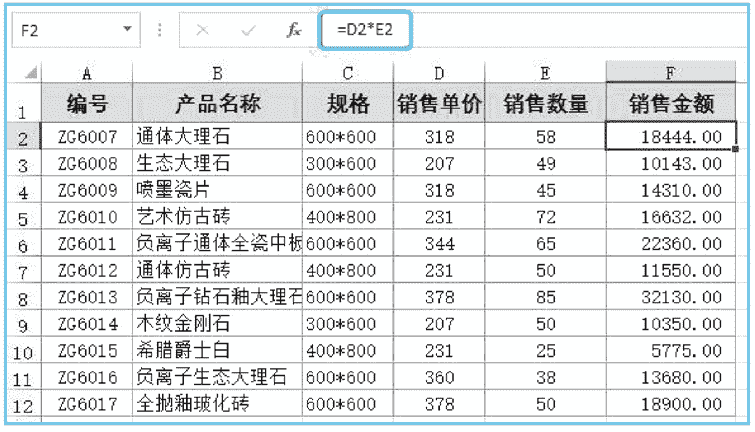 F2 fx =D2*E2
A B C D E F
1 编号 产品名称 规格 销售单价 销售数量 销售金额
2 ZG6007 通体大理石 600*600 318 58 18444.00
3 ZG6008 生态大理石 300*600 207 49 10143.00
4 ZG6009 喷墨瓷片 600*600 318 45 14310.00
5 ZG6010 艺术仿古砖 400*800 231 72 16632.00
6 ZG6011 负离子通体全瓷中板 600*600 344 65 22360.00
7 ZG6012 通体仿古砖 400*800 231 50 11550.00
8 ZG6013 负离子钻石釉大理石 600*600 378 85 32130.00
9 ZG6014 木纹金刚石 300*600 207 50 10350.00
10 ZG6015 希腊爵士白 400*800 231 25 5775.00
11 ZG6016 负离子生态大理石 600*600 360 38 13680.00
12 ZG6017 全抛釉玻化砖 600*600 378 50 18900.00